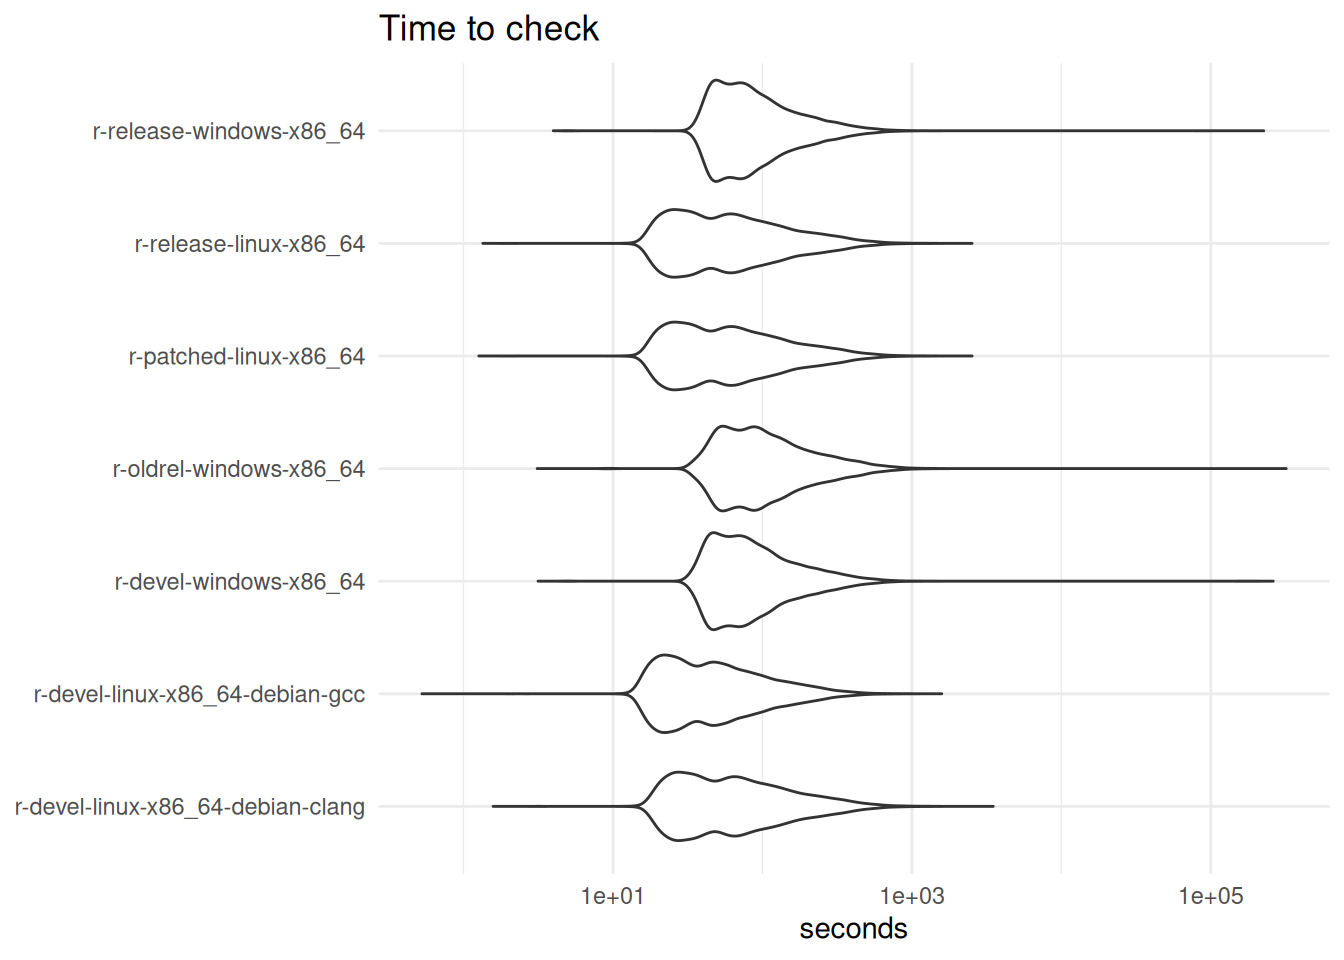 Time to check
r-release-windows-x86_64
r-release-linux-x86_64
r-patched-linux-x86_64
r-oldrel-windows-x86_64
r-devel-windows-x86_64
r-devel-linux-x86_64-debian-gcc
r-devel-linux-x86_64-debian-clang
1e+01 1e+03 1e+05
seconds